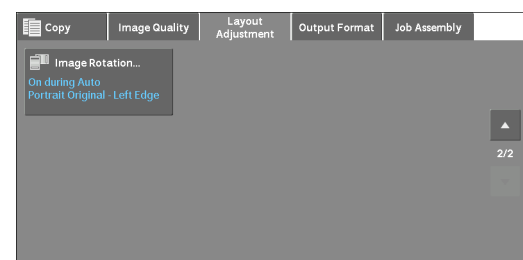 Copy
Image Quality
Layout
Adjustment
Output Format
Job Assembly
Image Rotation...
On during Auto
Portrait Original - Left Edge
2/2